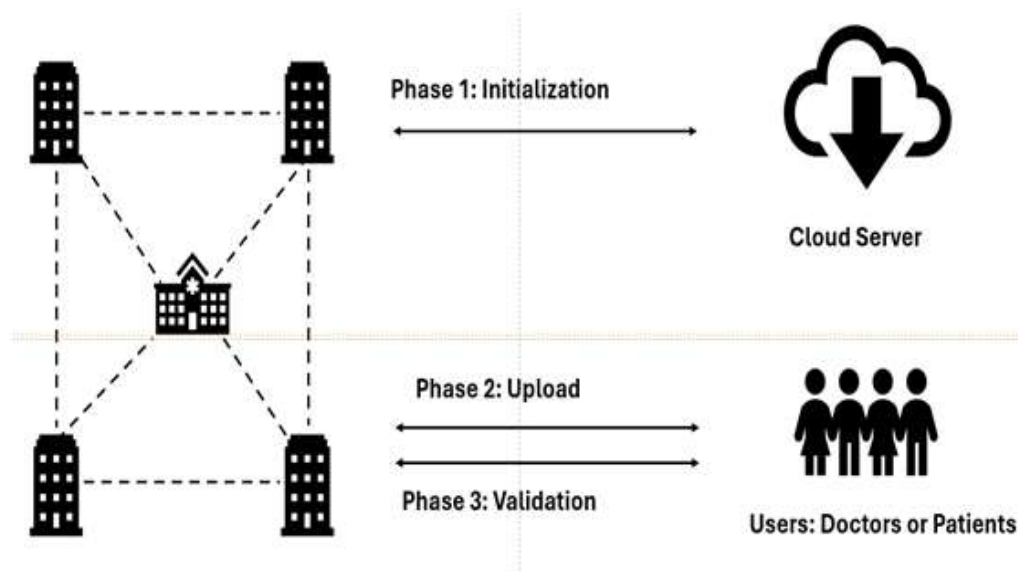 Phase 1: Initialization
Cloud Server
Phase 2: Upload
Phase 3: Validation
Users: Doctors or Patients